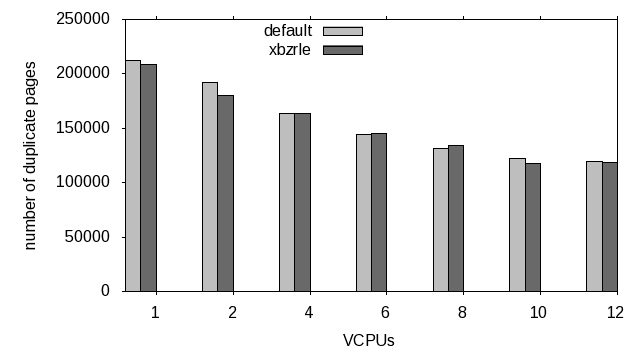 250000
200000
150000
100000
50000
0
number of duplicate pages
default
xbzrle
1 2 4 6 8 10 12
VCPUs